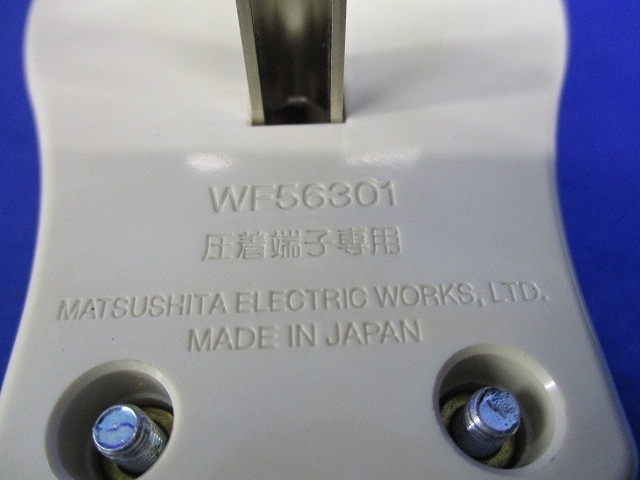 WF56301
圧着端子専用
MATSUSHITA ELECTRIC WORKS, LTD.
MADE IN JAPAN